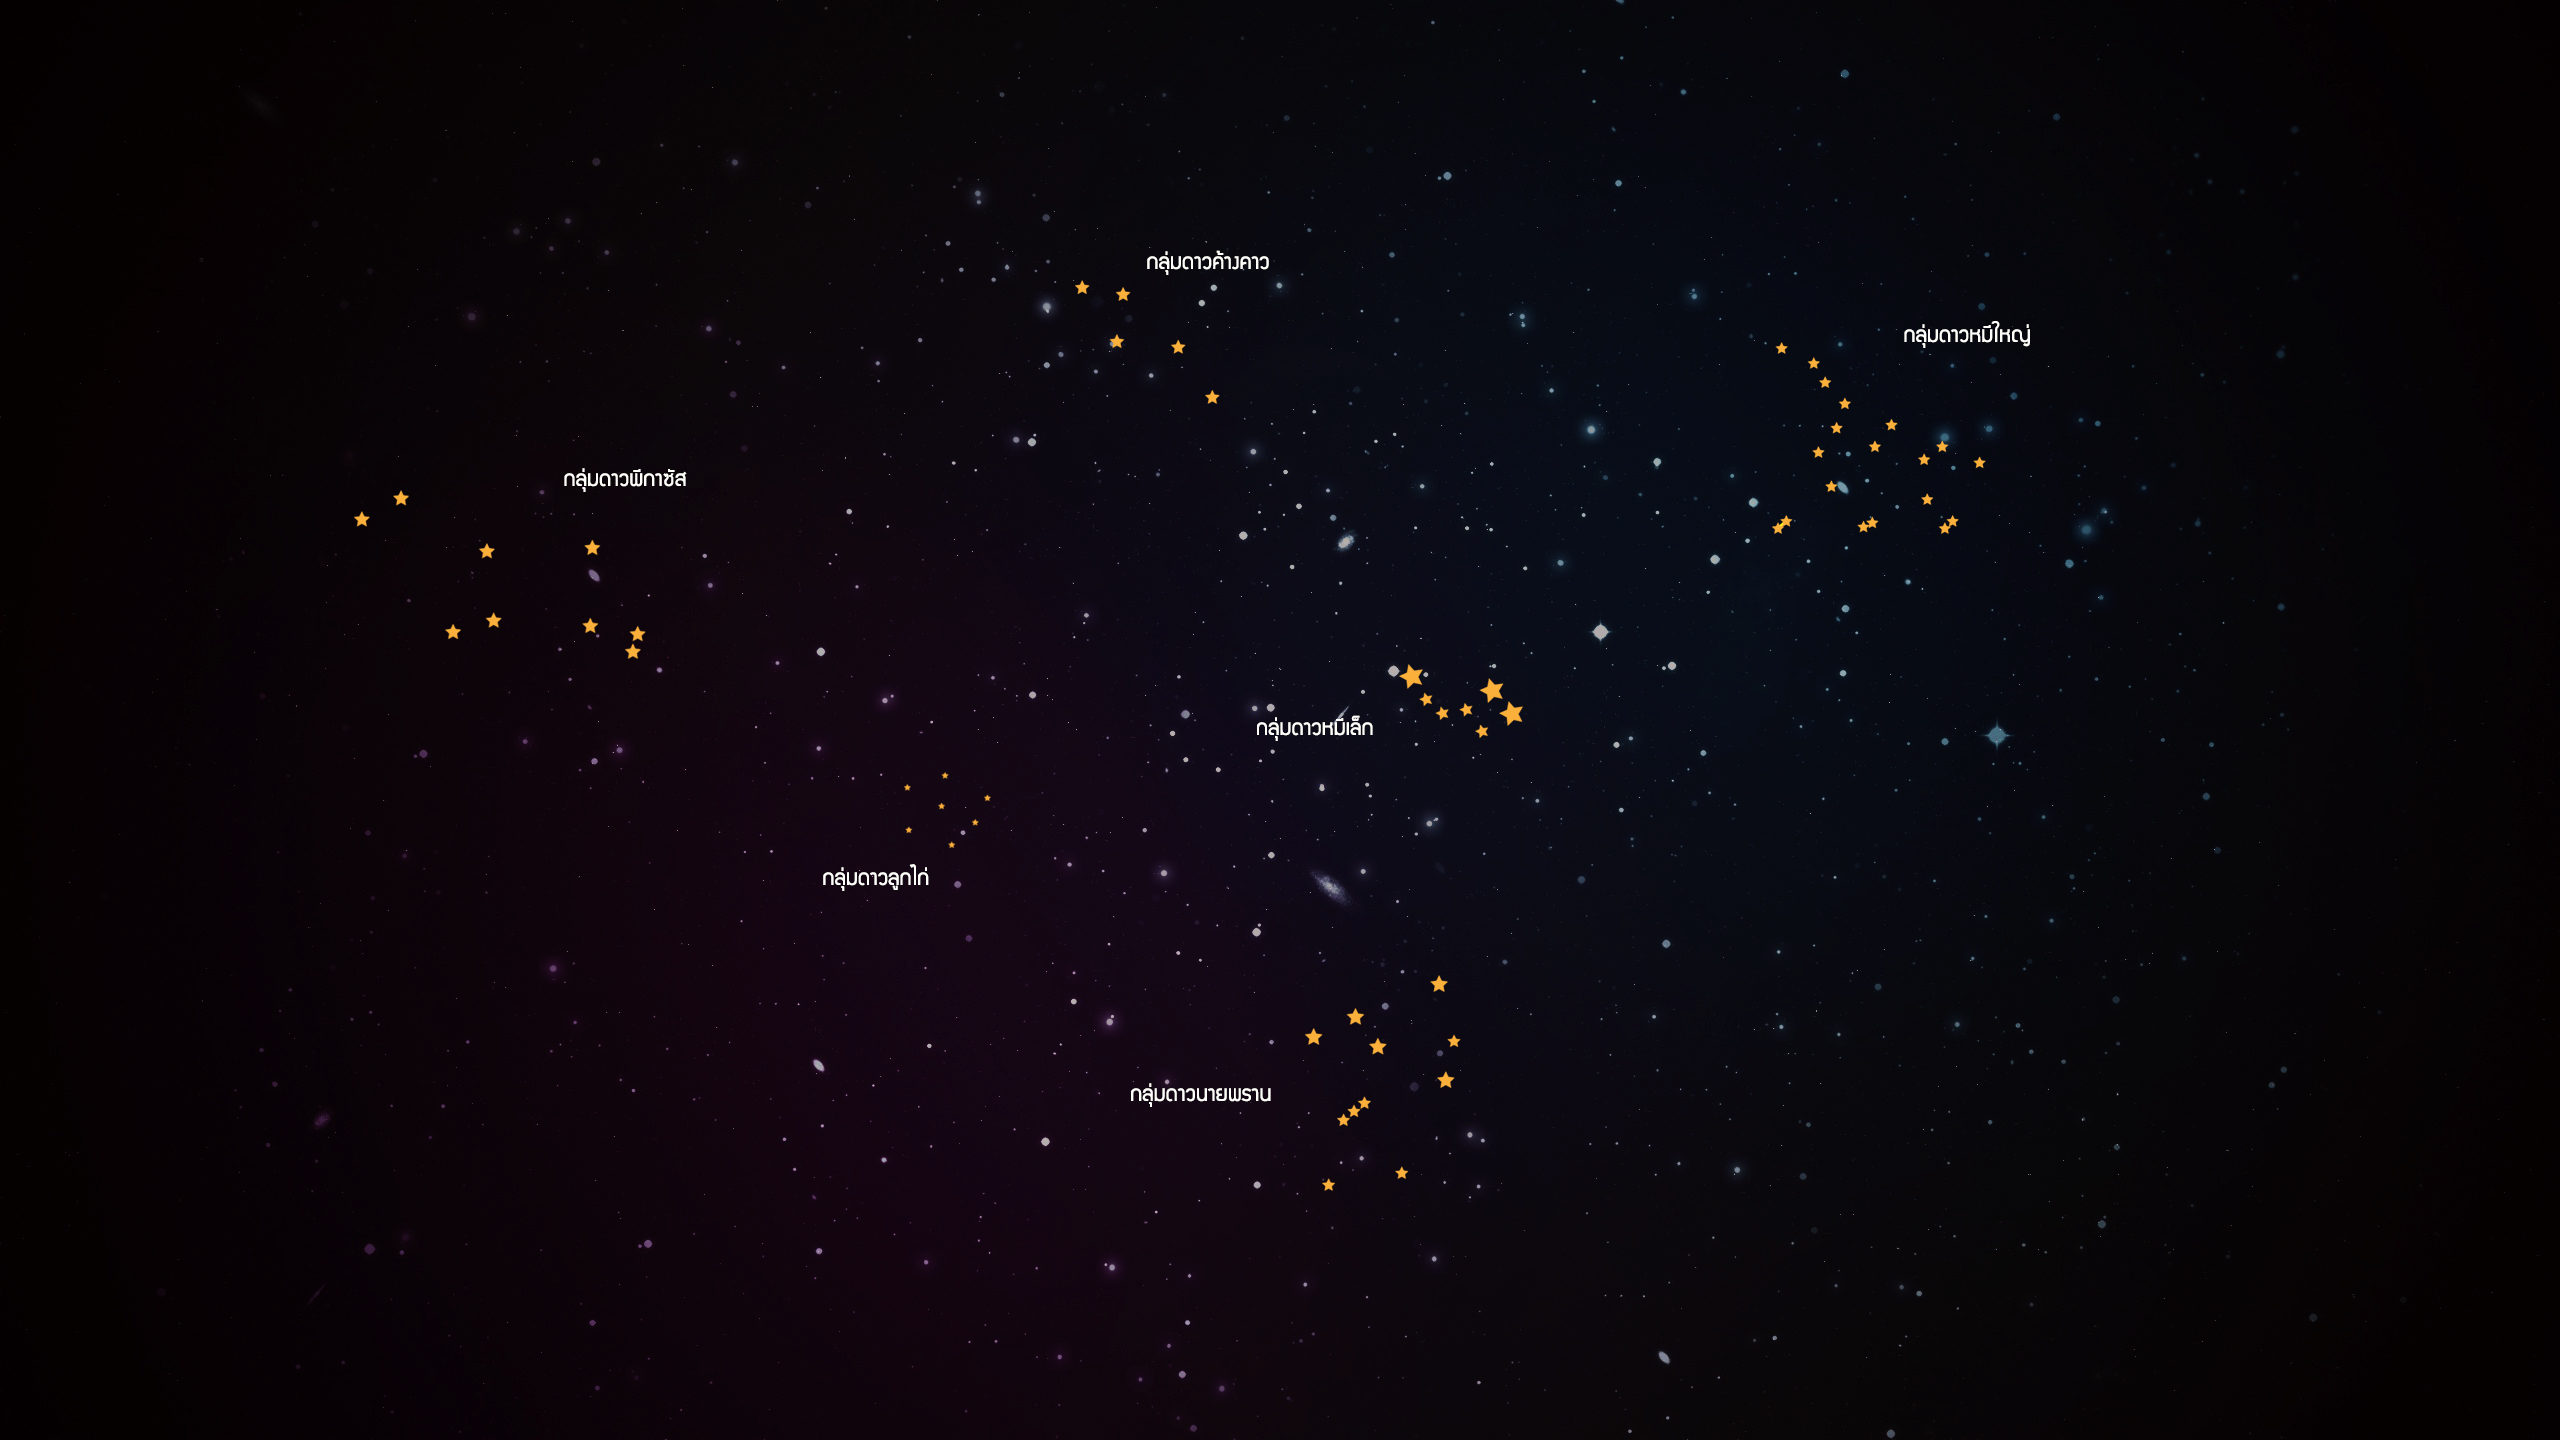 กลุ่มดาวค้างคาว
กลุ่มดาวหมีใหญ่
กลุ่มดาวพีกาซัส
กลุ่มดาวหมีเล็ก
กลุ่มดาวลูกไก่
กลุ่มดาวนายพราน